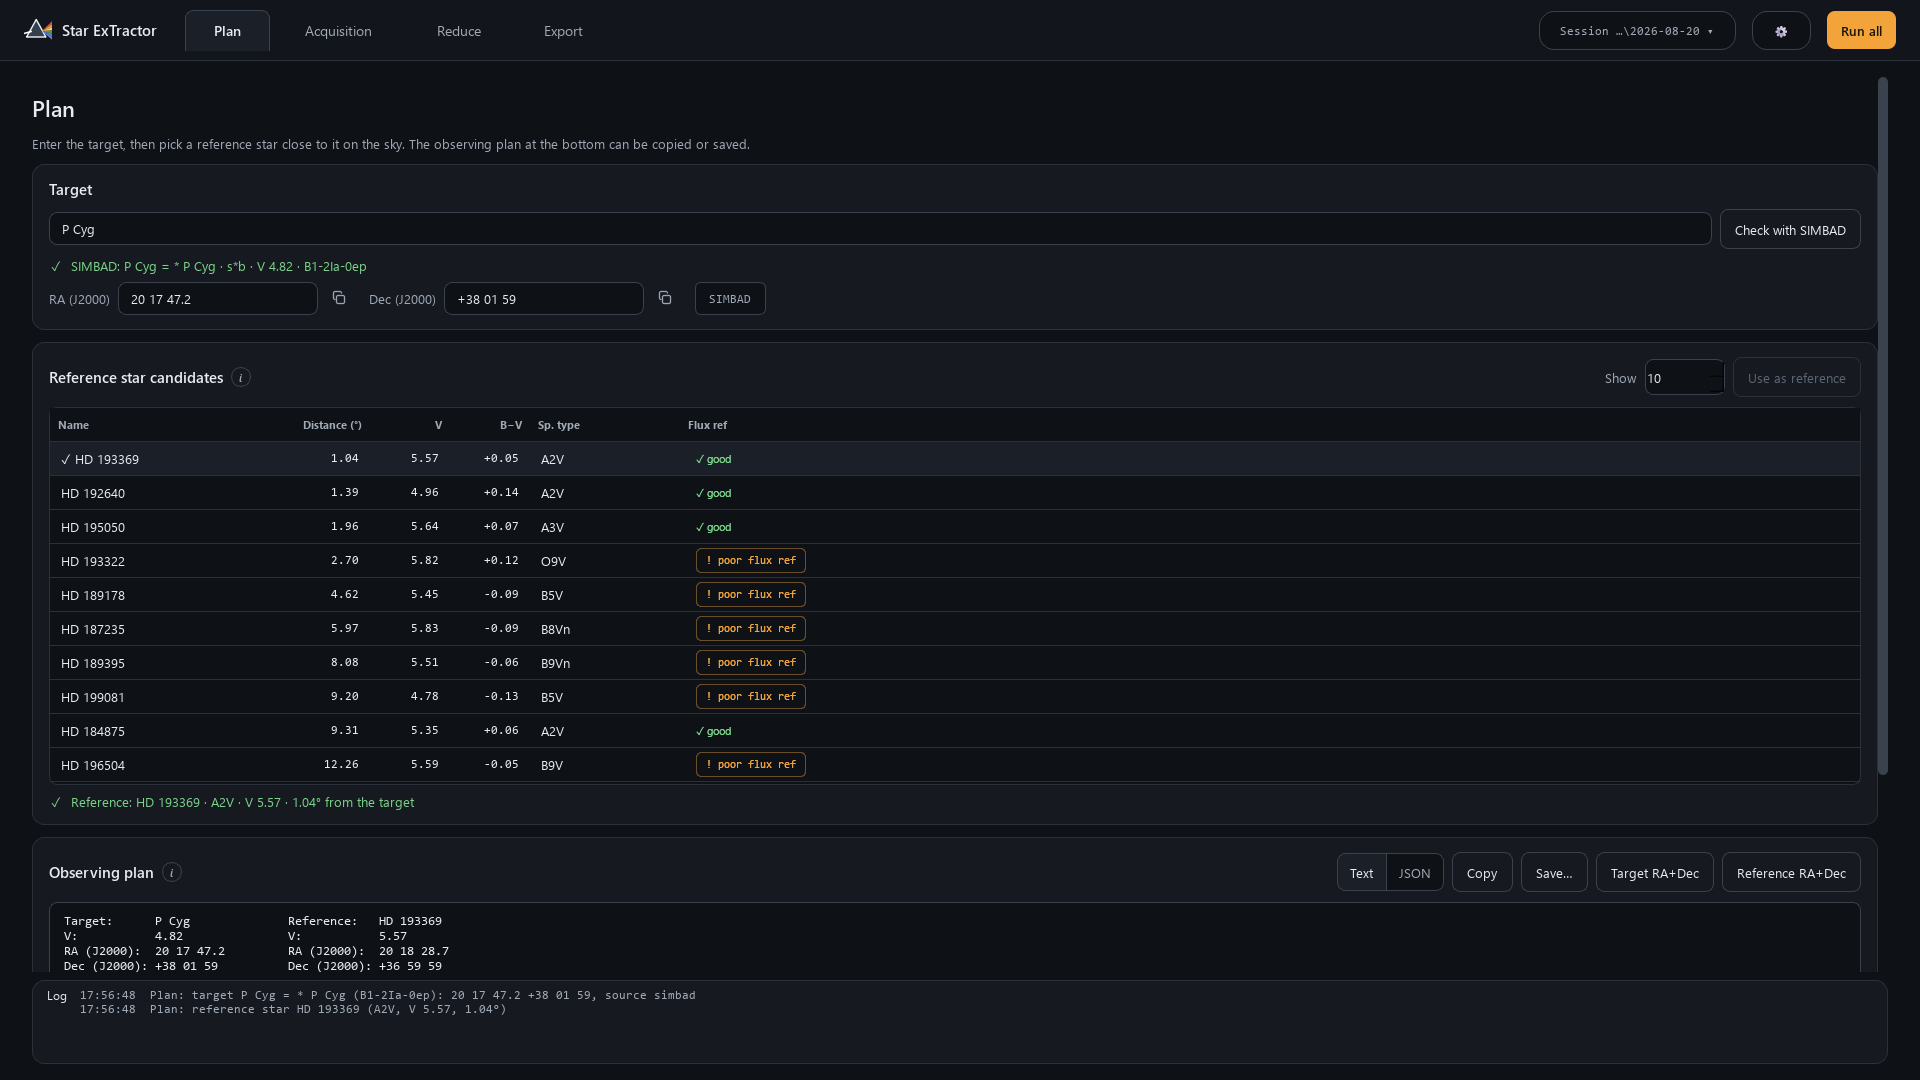 Star ExTractor
Plan
Acquisition
Reduce
Export
Session …\2026-08-20 ▾
Run all
Plan
Enter the target, then pick a reference star close to it on the sky. The observing plan at the bottom can be copied or saved.
Target
P Cyg
Check with SIMBAD
✓ SIMBAD: P Cyg = * P Cyg · s*b · V 4.82 · B1-2Ia-0ep
RA (J2000) 20 17 47.2 Dec (J2000) +38 01 59 SIMBAD
Reference star candidates i
Show 10 Use as reference
Name Distance (°) V B−V Sp. type Flux ref
✓ HD 193369 1.04 5.57 +0.05 A2V ✓ good
HD 192640 1.39 4.96 +0.14 A2V ✓ good
HD 195050 1.96 5.64 +0.07 A3V ✓ good
HD 193322 2.70 5.82 +0.12 O9V ! poor flux ref
HD 189178 4.62 5.45 -0.09 B5V ! poor flux ref
HD 187235 5.97 5.83 -0.09 B8Vn ! poor flux ref
HD 189395 8.08 5.51 -0.06 B9Vn ! poor flux ref
HD 199081 9.20 4.78 -0.13 B5V ! poor flux ref
HD 184875 9.31 5.35 +0.06 A2V ✓ good
HD 196504 12.26 5.59 -0.05 B9V ! poor flux ref
✓ Reference: HD 193369 · A2V · V 5.57 · 1.04° from the target
Observing plan i
Text JSON Copy Save... Target RA+Dec Reference RA+Dec
Target: P Cyg Reference: HD 193369
V: 4.82 V: 5.57
RA (J2000): 20 17 47.2 RA (J2000): 20 18 28.7
Dec (J2000): +38 01 59 Dec (J2000): +36 59 59
Log 17:56:48 Plan: target P Cyg = * P Cyg (B1-2Ia-0ep): 20 17 47.2 +38 01 59, source simbad
17:56:48 Plan: reference star HD 193369 (A2V, V 5.57, 1.04°)